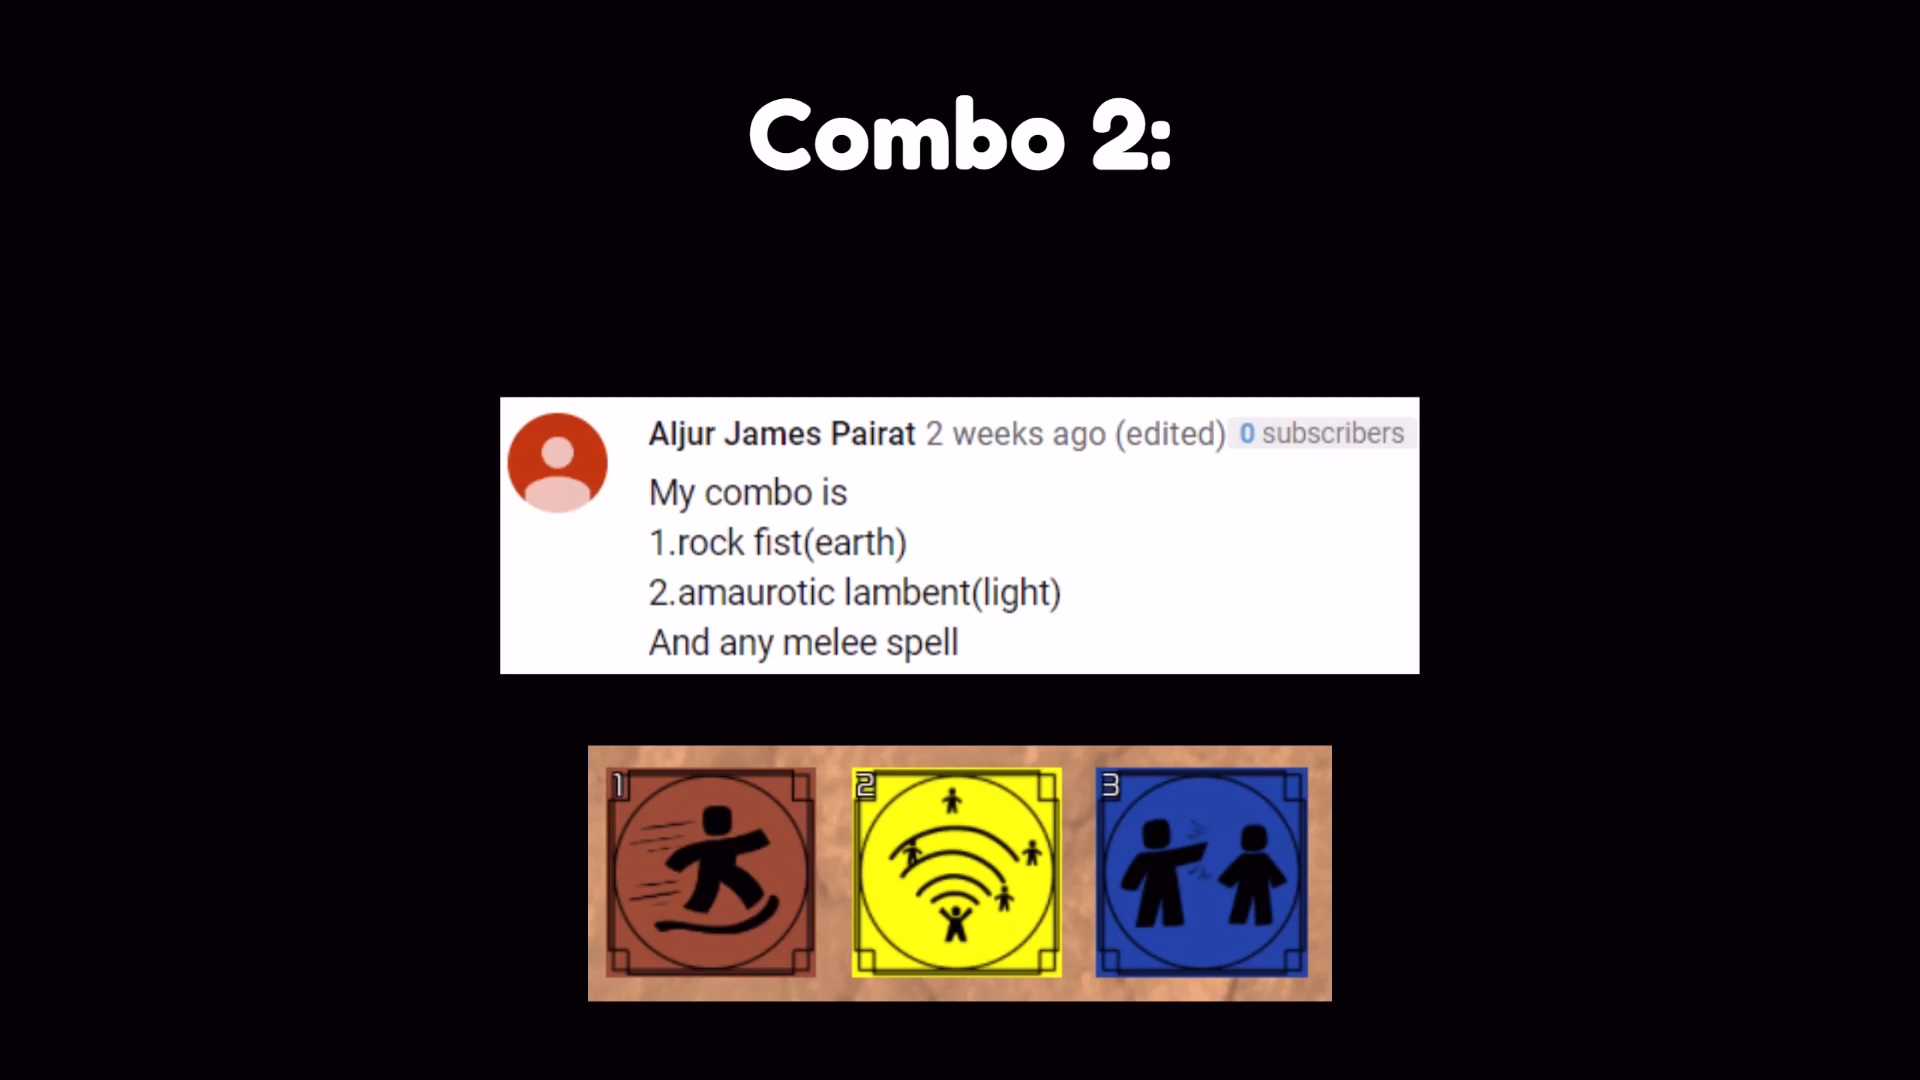 Combo 2:
Aljur James Pairat 2 weeks ago (edited) 0 subscribers
My combo is
1.rock fist(earth)
2.amaurotic lambent(light)
And any melee spell
1 2 3